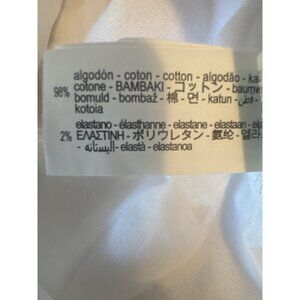 algodón - coton - cotton - algodão - ka
98% cotone - BAMBAKI - コットン - baumw
bomuld - bombaž - 棉 - 면 - katun - قطن -
kotoia
elastano - élasthanne - elastane - elastaan - ela
2% ΕΛΑΣΤΙΝΗ - ポリウレタン - 氨纶 - 엘라
- elastă - elastanoa